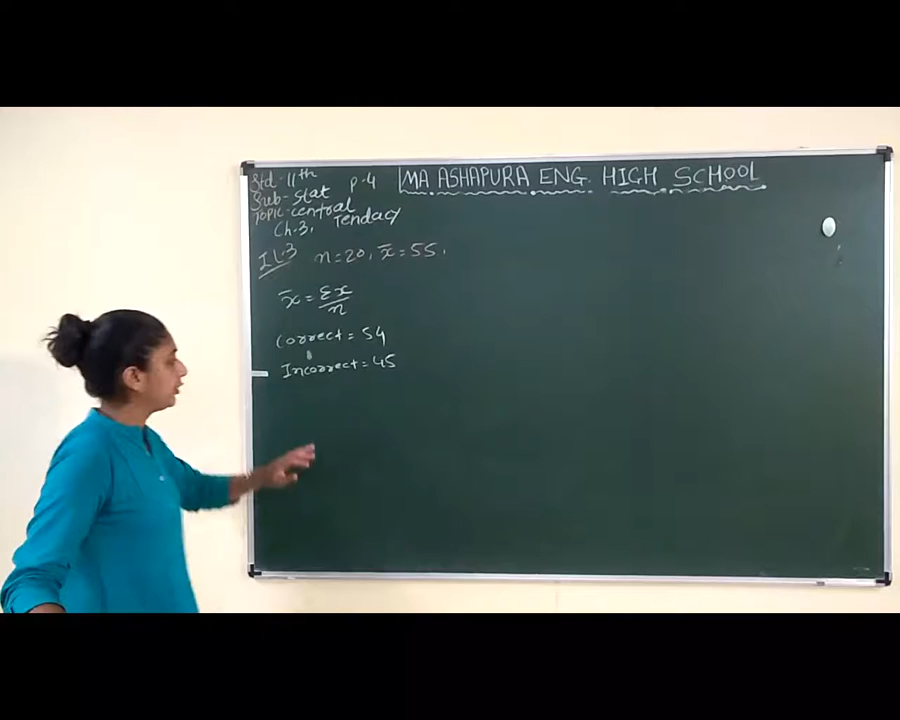 Std-11th P-4 MA ASHAPURA ENG. HIGH SCHOOL
Sub- Stat
TOPIC-central
Ch-3, Tendacy
IL.3 n=20, x̄=55.
x̄ = Σx/n
Correct = 54
Incorrect = 45